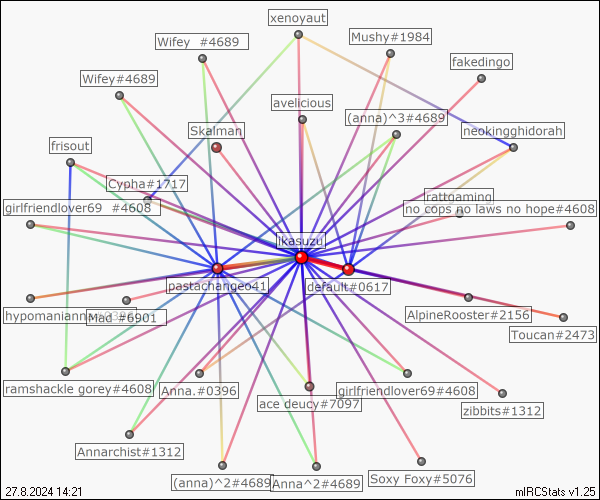 xenoyaut
Mushy#1984
Wifey #4689
fakedingo
Wifey#4689
avelicious
(anna)^3#4689
Skalman
neokingghidorah
frisout
Cypha#1717
rattgaming
girlfriendlover69 #4608
no cops no laws no hope#4608
ikasuzu
pastachangeo41
default#0617
Mad #6901
AlpineRooster#2156
Toucan#2473
ramshackle gorey#4608
Anna.#0396
girlfriendlover69#4608
ace deucy#7097
zibbits#1312
Annarchist#1312
(anna)^2#4689
Anna^2#4689
Soxy Foxy#5076
27.8.2024 14:21
mIRCStats v1.25